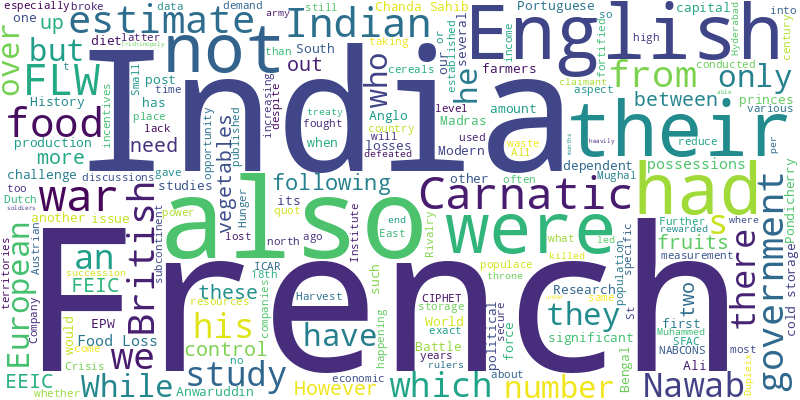 especially broke
one up estimate
data
diet latter
but t
FLW
over
Small
History
incentives
food post
has
need
time
more production
place
lack
Indian
army
demand
still
than South
not out
opportunity
published
increasing
despite
India
Chanda Sahib
Portuguese
taking
cereals
who
he our
or
several
established
fortified
so
high
English
capital
income
farmers
from
Hyderabad
into
century
only
conducted
princes
between
various
amount
Anglo
Madras
country
level
treaty
fought
when
losses
will
used
defeated
Modern
waste
All
claimant
aspect
their
reduce
per
able
challenge
discussions
gave
studies
vegetables
Hunger
dependent
Mughal
possessions
too
Dutch
soldiers
war
following
other
often
Carnatic
had
Pondicherry
another issue
British
subcontinent
its
quot
also
were
s
fruits
there
Further
rewarded
where
measurement
territories
Austrian
European
an
power
succession
lost
north
ago
Institute
end
East
Rivalry
led
what
killed
specific
population
populace
throne
they
two
government
cold storage
FEIC
his
these
resources
ICAR
18th
have
such
Research
Bengal
St
first
Muhammed
SFAC
NABCONS
most
Company
EPW
we
Food Loss
would
control
no
companies
Harvest
French
happening
CIPHET
storage
World
Battle
years
rulers
exact
political
secure
force
same
significant
Ali
Dupleix
EEIC
while
Crisis
come
whether
Anwaruddin
study
economic
However
which
about
number
Nawab